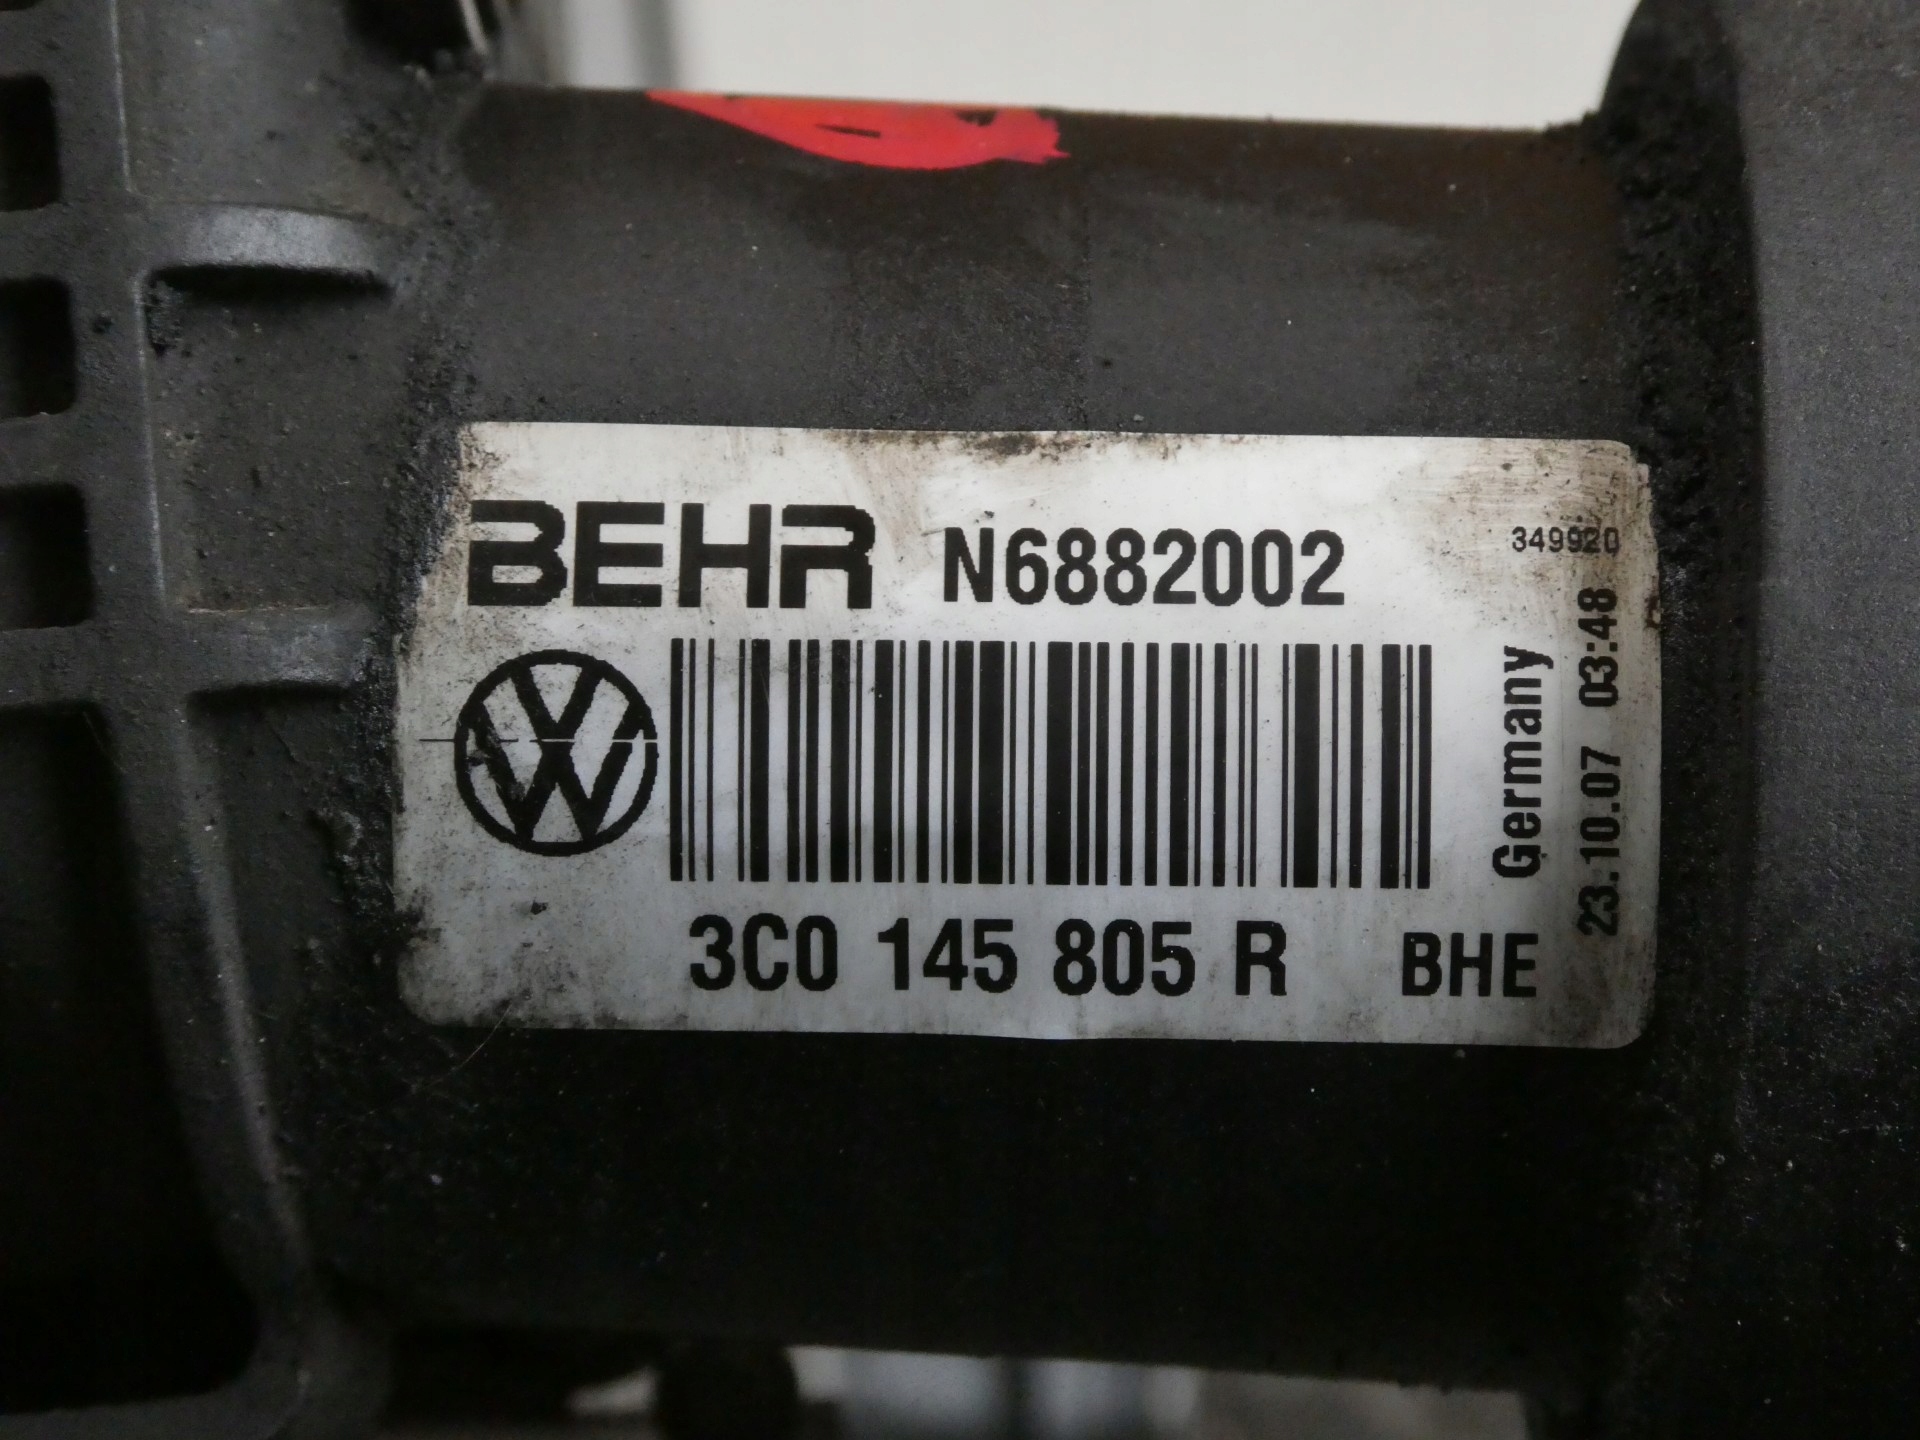 BEHR N6882002
349920
Germany
23.10.07 03:48
3C0 145 805 R BHE